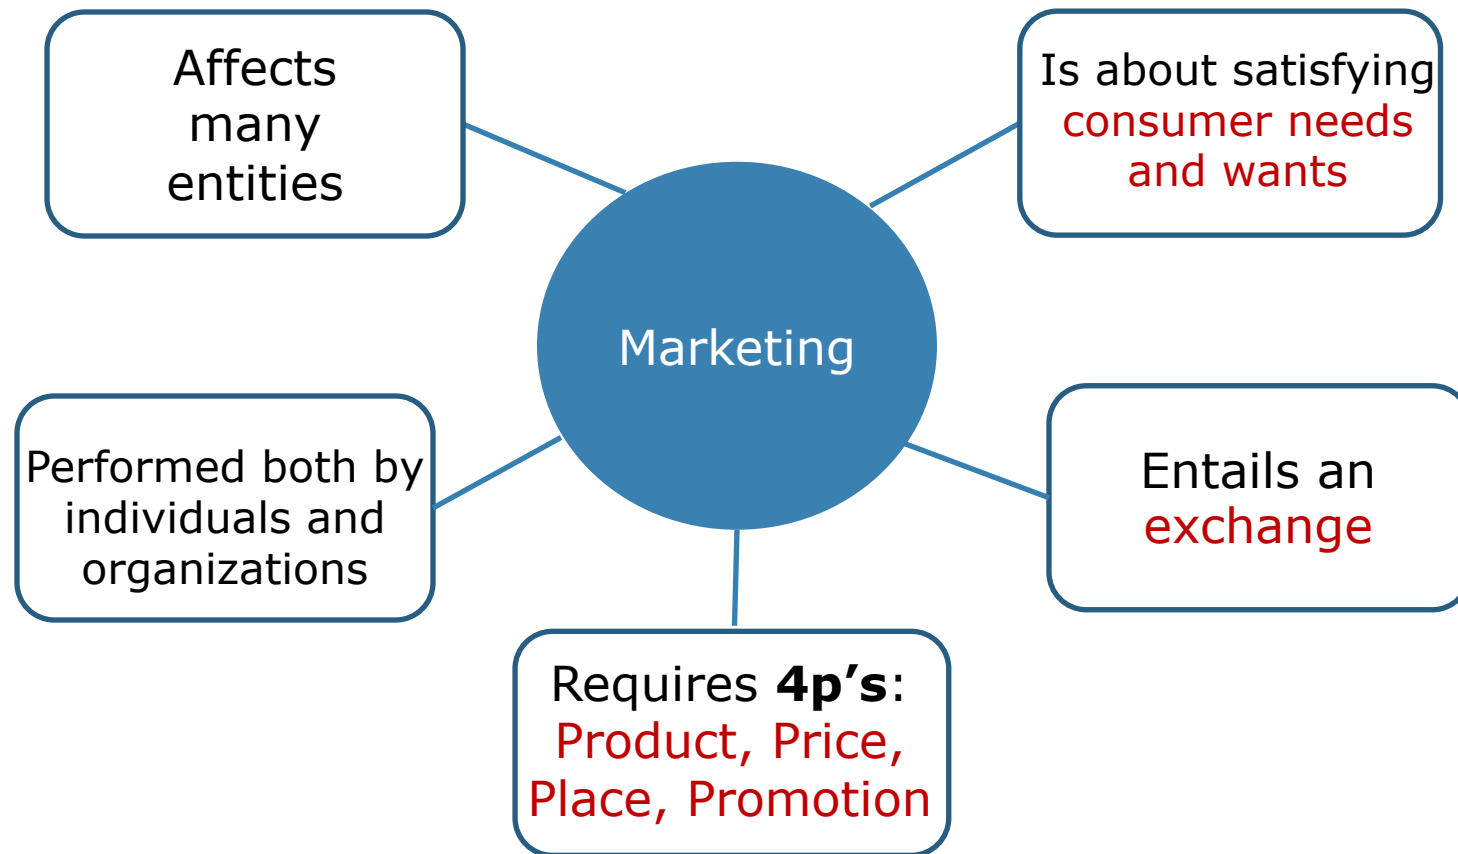 Affects
many
entities
Is about satisfying
consumer needs
and wants
Marketing
Performed both by
individuals and
organizations
Entails an
exchange
Requires 4p’s:
Product, Price,
Place, Promotion